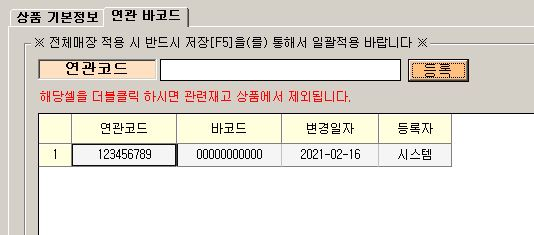 상품 기본정보 연관 바코드
※ 전체매장 적용 시 반드시 저장[F5]을(를) 통해서 일괄적용 바랍니다 ※
연관코드 등록
해당셀을 더블클릭 하시면 관련재고 상품에서 제외됩니다.
연관코드 바코드 변경일자 등록자
1 123456789 00000000000 2021-02-16 시스템